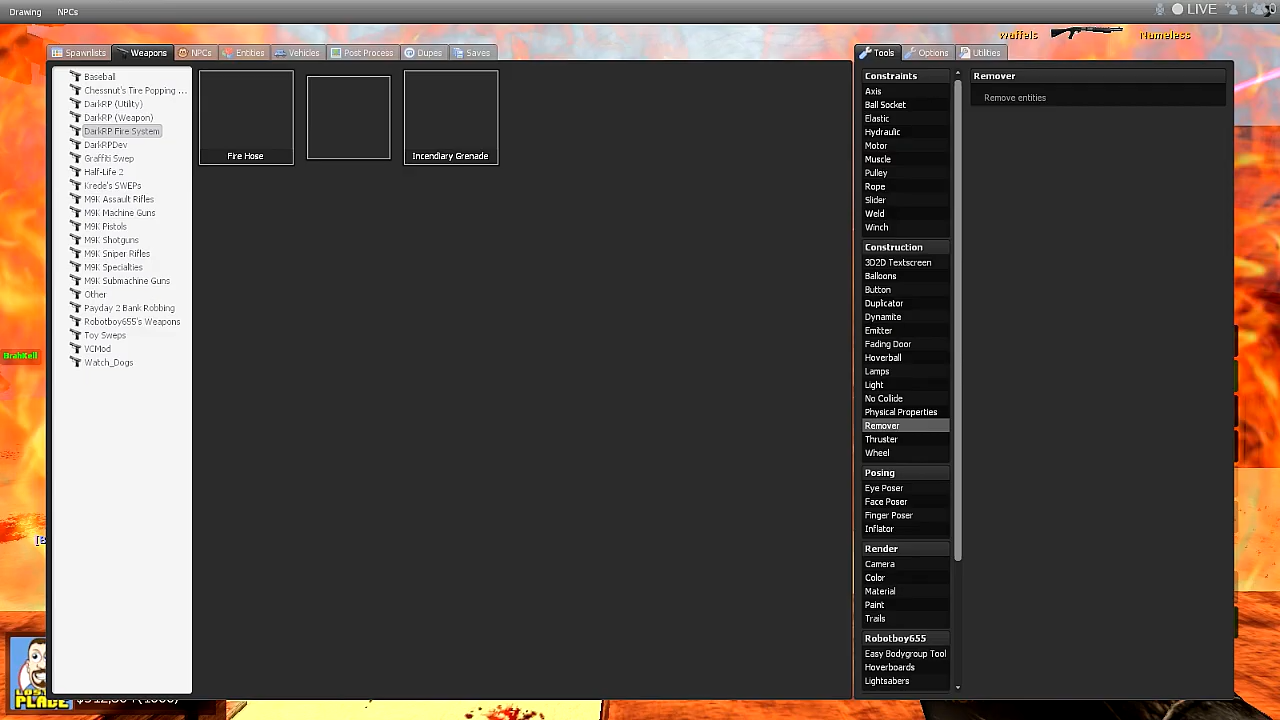 Drawing NPCs
LIVE
waffels Numeless
Spawnlists Weapons NPCs Entities Vehicles Post Process Dupes Saves
Tools Options Utilities
Baseball
Chessnut's Tire Popping ...
DarkRP (Utility)
DarkRP (Weapon)
DarkRP Fire System
DarkRPDev
Graffiti Swep
Half-Life 2
Krede's SWEPs
M9K Assault Rifles
M9K Machine Guns
M9K Pistols
M9K Shotguns
M9K Sniper Rifles
M9K Specialties
M9K Submachine Guns
Other
Payday 2 Bank Robbing
Robotboy655's Weapons
Toy Sweps
VCMod
Watch_Dogs
Fire Hose
Incendiary Grenade
Constraints
Axis
Ball Socket
Elastic
Hydraulic
Motor
Muscle
Pulley
Rope
Slider
Weld
Winch
Construction
3D2D Textscreen
Balloons
Button
Duplicator
Dynamite
Emitter
Fading Door
Hoverball
Lamps
Light
No Collide
Physical Properties
Remover
Thruster
Wheel
Posing
Eye Poser
Face Poser
Finger Poser
Inflator
Render
Camera
Color
Material
Paint
Trails
Robotboy655
Easy Bodygroup Tool
Hoverboards
Lightsabers
Remover
Remove entities
BrahKell
PLACE